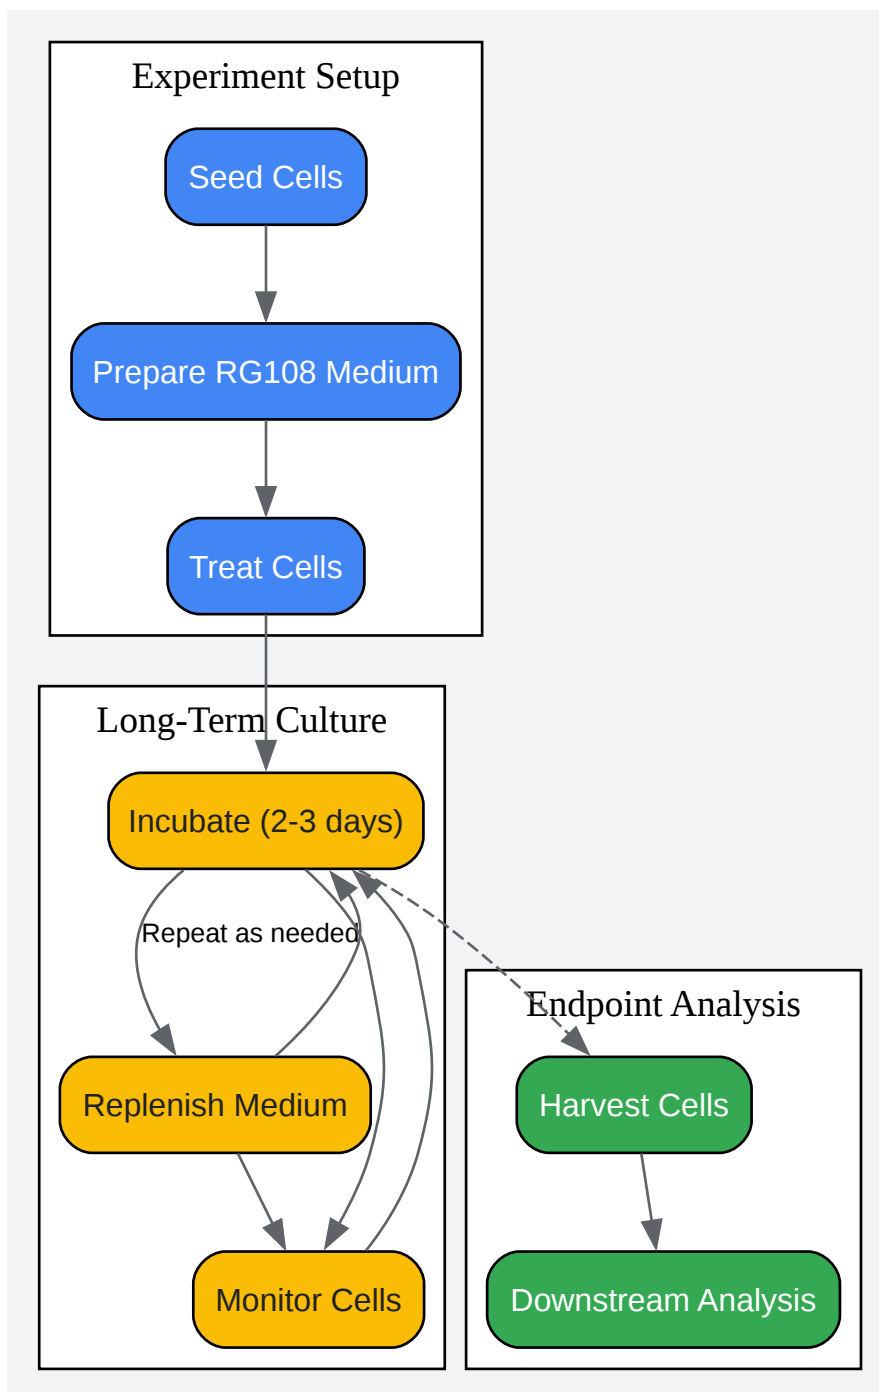 Experiment Setup
Seed Cells
Prepare RG108 Medium
Treat Cells
Long-Term Culture
Incubate (2-3 days)
Repeat as needed
Endpoint Analysis
Replenish Medium
Harvest Cells
Monitor Cells
Downstream Analysis